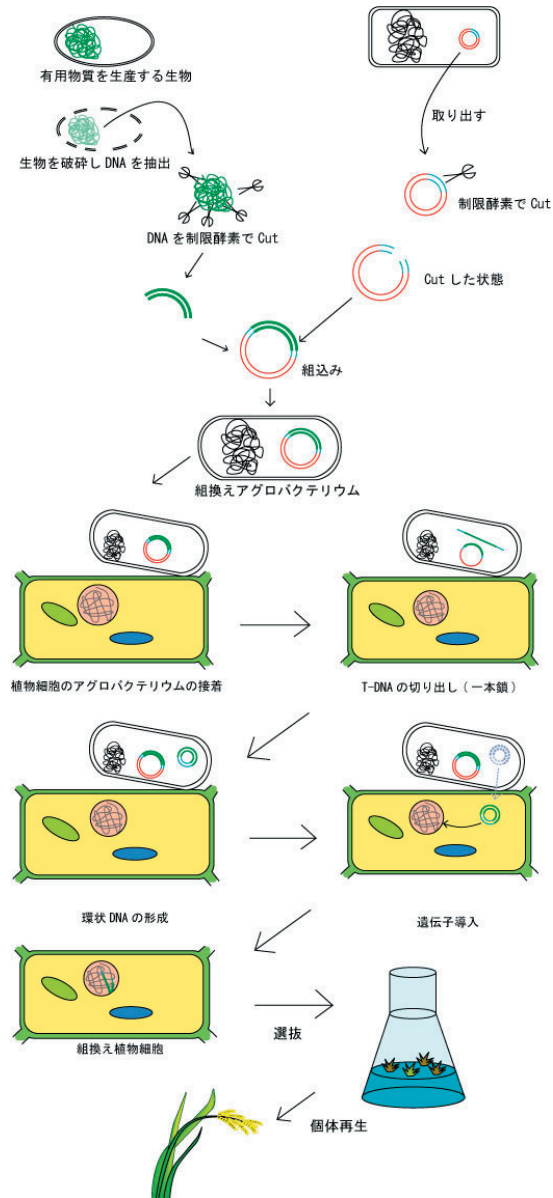 有用物質を生産する生物
取り出す
生物を破砕し DNA を抽出
制限酵素で Cut
DNA を制限酵素で Cut
Cut した状態
組込み
組換えアグロバクテリウム
植物細胞のアグロバクテリウムの接着
T-DNA の切り出し ( 一本鎖 )
環状 DNA の形成
遺伝子導入
組換え植物細胞
選抜
個体再生